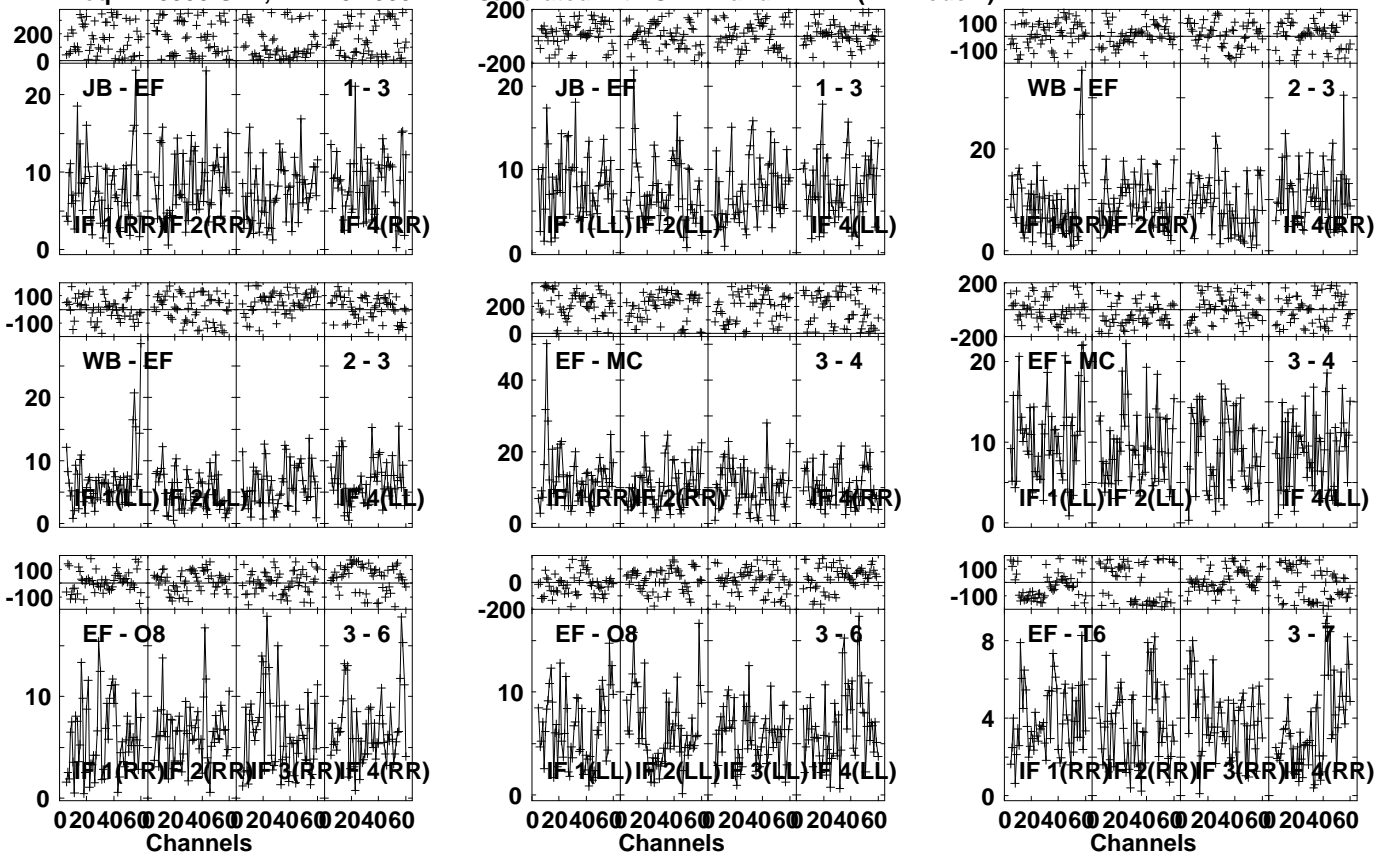 200
200 100
0 -200 -100
JB - EF 1 - 3 JB - EF 1 - 3 WB - EF 2 - 3
20 20
20
10 10
IF 1(RR) IF 2(RR) IF 4(RR) IF 1(LL) IF 2(LL) IF 4(LL) IF 1(RR) IF 2(RR) IF 4(RR)
0 0 0
100 200 200
-100 0 -200
WB - EF 2 - 3 EF - MC 3 - 4 EF - MC 3 - 4
20 40 20
10 20 10
IF 1(LL) IF 2(LL) IF 4(LL) IF 1(RR) IF 2(RR) IF 4(RR) IF 1(LL) IF 2(LL) IF 4(LL)
0 0 0
100 0 100
-100 -200 -100
EF - O8 3 - 6 EF - O8 3 - 6 EF - T6 3 - 7
8
10 10 4
IF 1(RR) IF 2(RR) IF 3(RR) IF 4(RR) IF 1(LL) IF 2(LL) IF 3(LL) IF 4(LL) IF 1(RR) IF 2(RR) IF 3(RR) IF 4(RR)
0 0 0
0 20 40 60 0 20 40 60 0 20 40 60 0 20 40 60 0 20 40 60 0 20 40 60 0 20 40 60 0 20 40 60 0 20 40 60 0 20 40 60 0 20 40 60 0 20 40 60
Channels Channels Channels